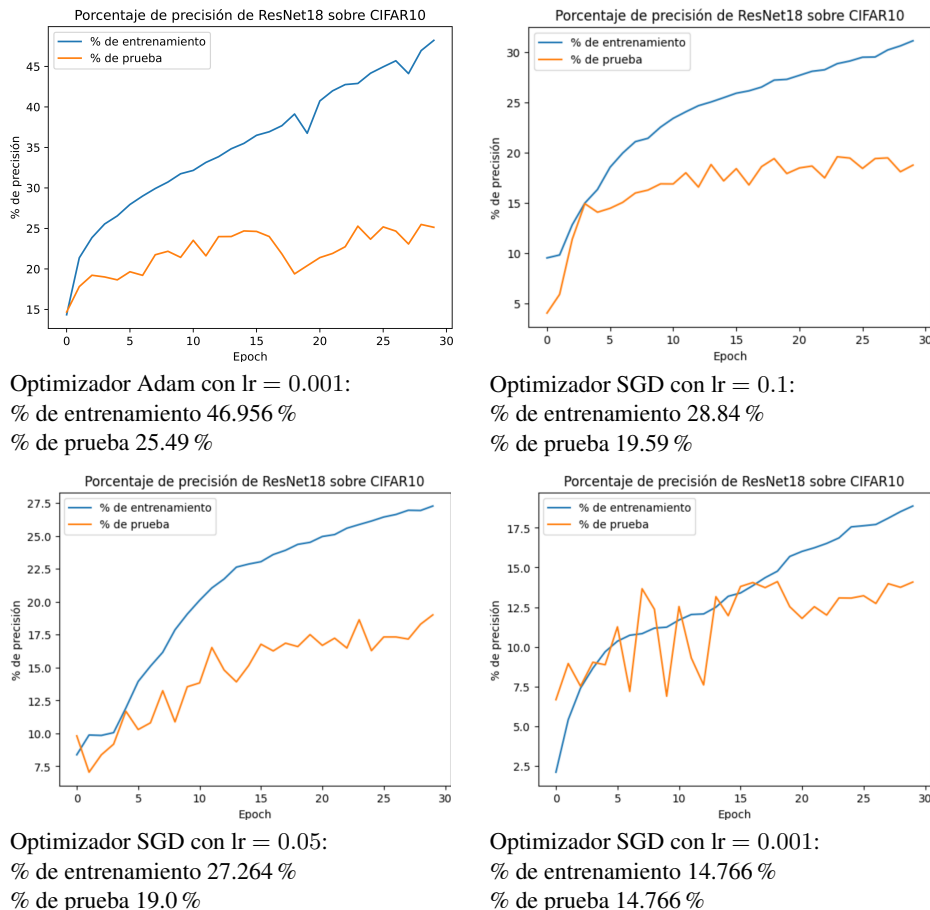 Porcentaje de precisión de ResNet18 sobre CIFAR10
% de entrenamiento
% de prueba
% de precisión
45
40
35
30
25
20
15
0 5 10 15 20 25 30
Epoch
Optimizador Adam con lr = 0.001:
% de entrenamiento 46.956 %
% de prueba 25.49 %
Porcentaje de precisión de ResNet18 sobre CIFAR10
% de entrenamiento
% de prueba
% de precisión
30
25
20
15
10
5
0 5 10 15 20 25 30
Epoch
Optimizador SGD con lr = 0.1:
% de entrenamiento 28.84 %
% de prueba 19.59 %
Porcentaje de precisión de ResNet18 sobre CIFAR10
% de entrenamiento
% de prueba
% de precisión
27.5
25.0
22.5
20.0
17.5
15.0
12.5
10.0
7.5
0 5 10 15 20 25 30
Epoch
Optimizador SGD con lr = 0.05:
% de entrenamiento 27.264 %
% de prueba 19.0 %
Porcentaje de precisión de ResNet18 sobre CIFAR10
% de entrenamiento
% de prueba
% de precisión
17.5
15.0
12.5
10.0
7.5
5.0
2.5
0 5 10 15 20 25 30
Epoch
Optimizador SGD con lr = 0.001:
% de entrenamiento 14.766 %
% de prueba 14.766 %